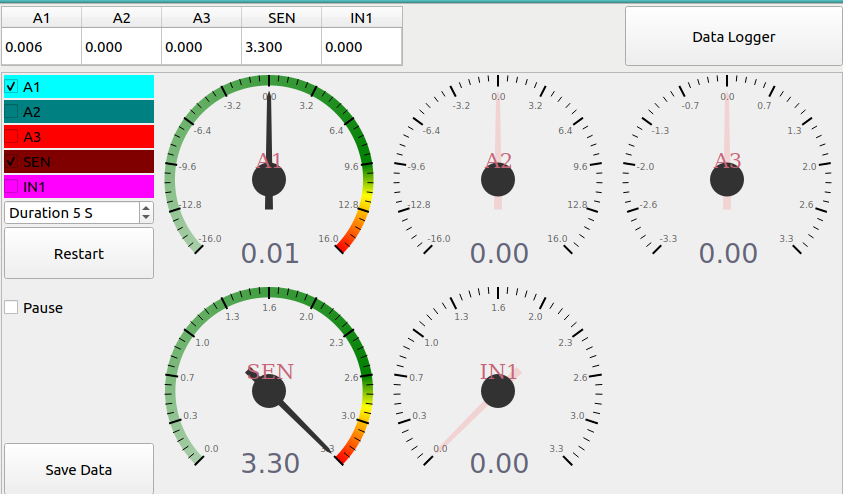 A1 A2 A3 SEN IN1
0.006 0.000 0.000 3.300 0.000
Data Logger
A1
A2
A3
SEN
IN1
Duration 5 S
Restart
Pause
Save Data
-16.0 -12.8 -9.6 -6.4 -3.2 0.0 3.2 6.4 9.6 12.8 16.0
A1
0.01
-16.0 -12.8 -9.6 -6.4 -3.2 0.0 3.2 6.4 9.6 12.8 16.0
A2
0.00
-3.3 -2.6 -2.0 -1.3 -0.7 0.0 0.7 1.3 2.0 2.6 3.3
A3
0.00
0.0 0.3 0.7 1.0 1.3 1.6 2.0 2.3 2.6 3.0 3.3
SEN
3.30
0.0 0.3 0.7 1.0 1.3 1.6 2.0 2.3 2.6 3.0 3.3
IN1
0.00